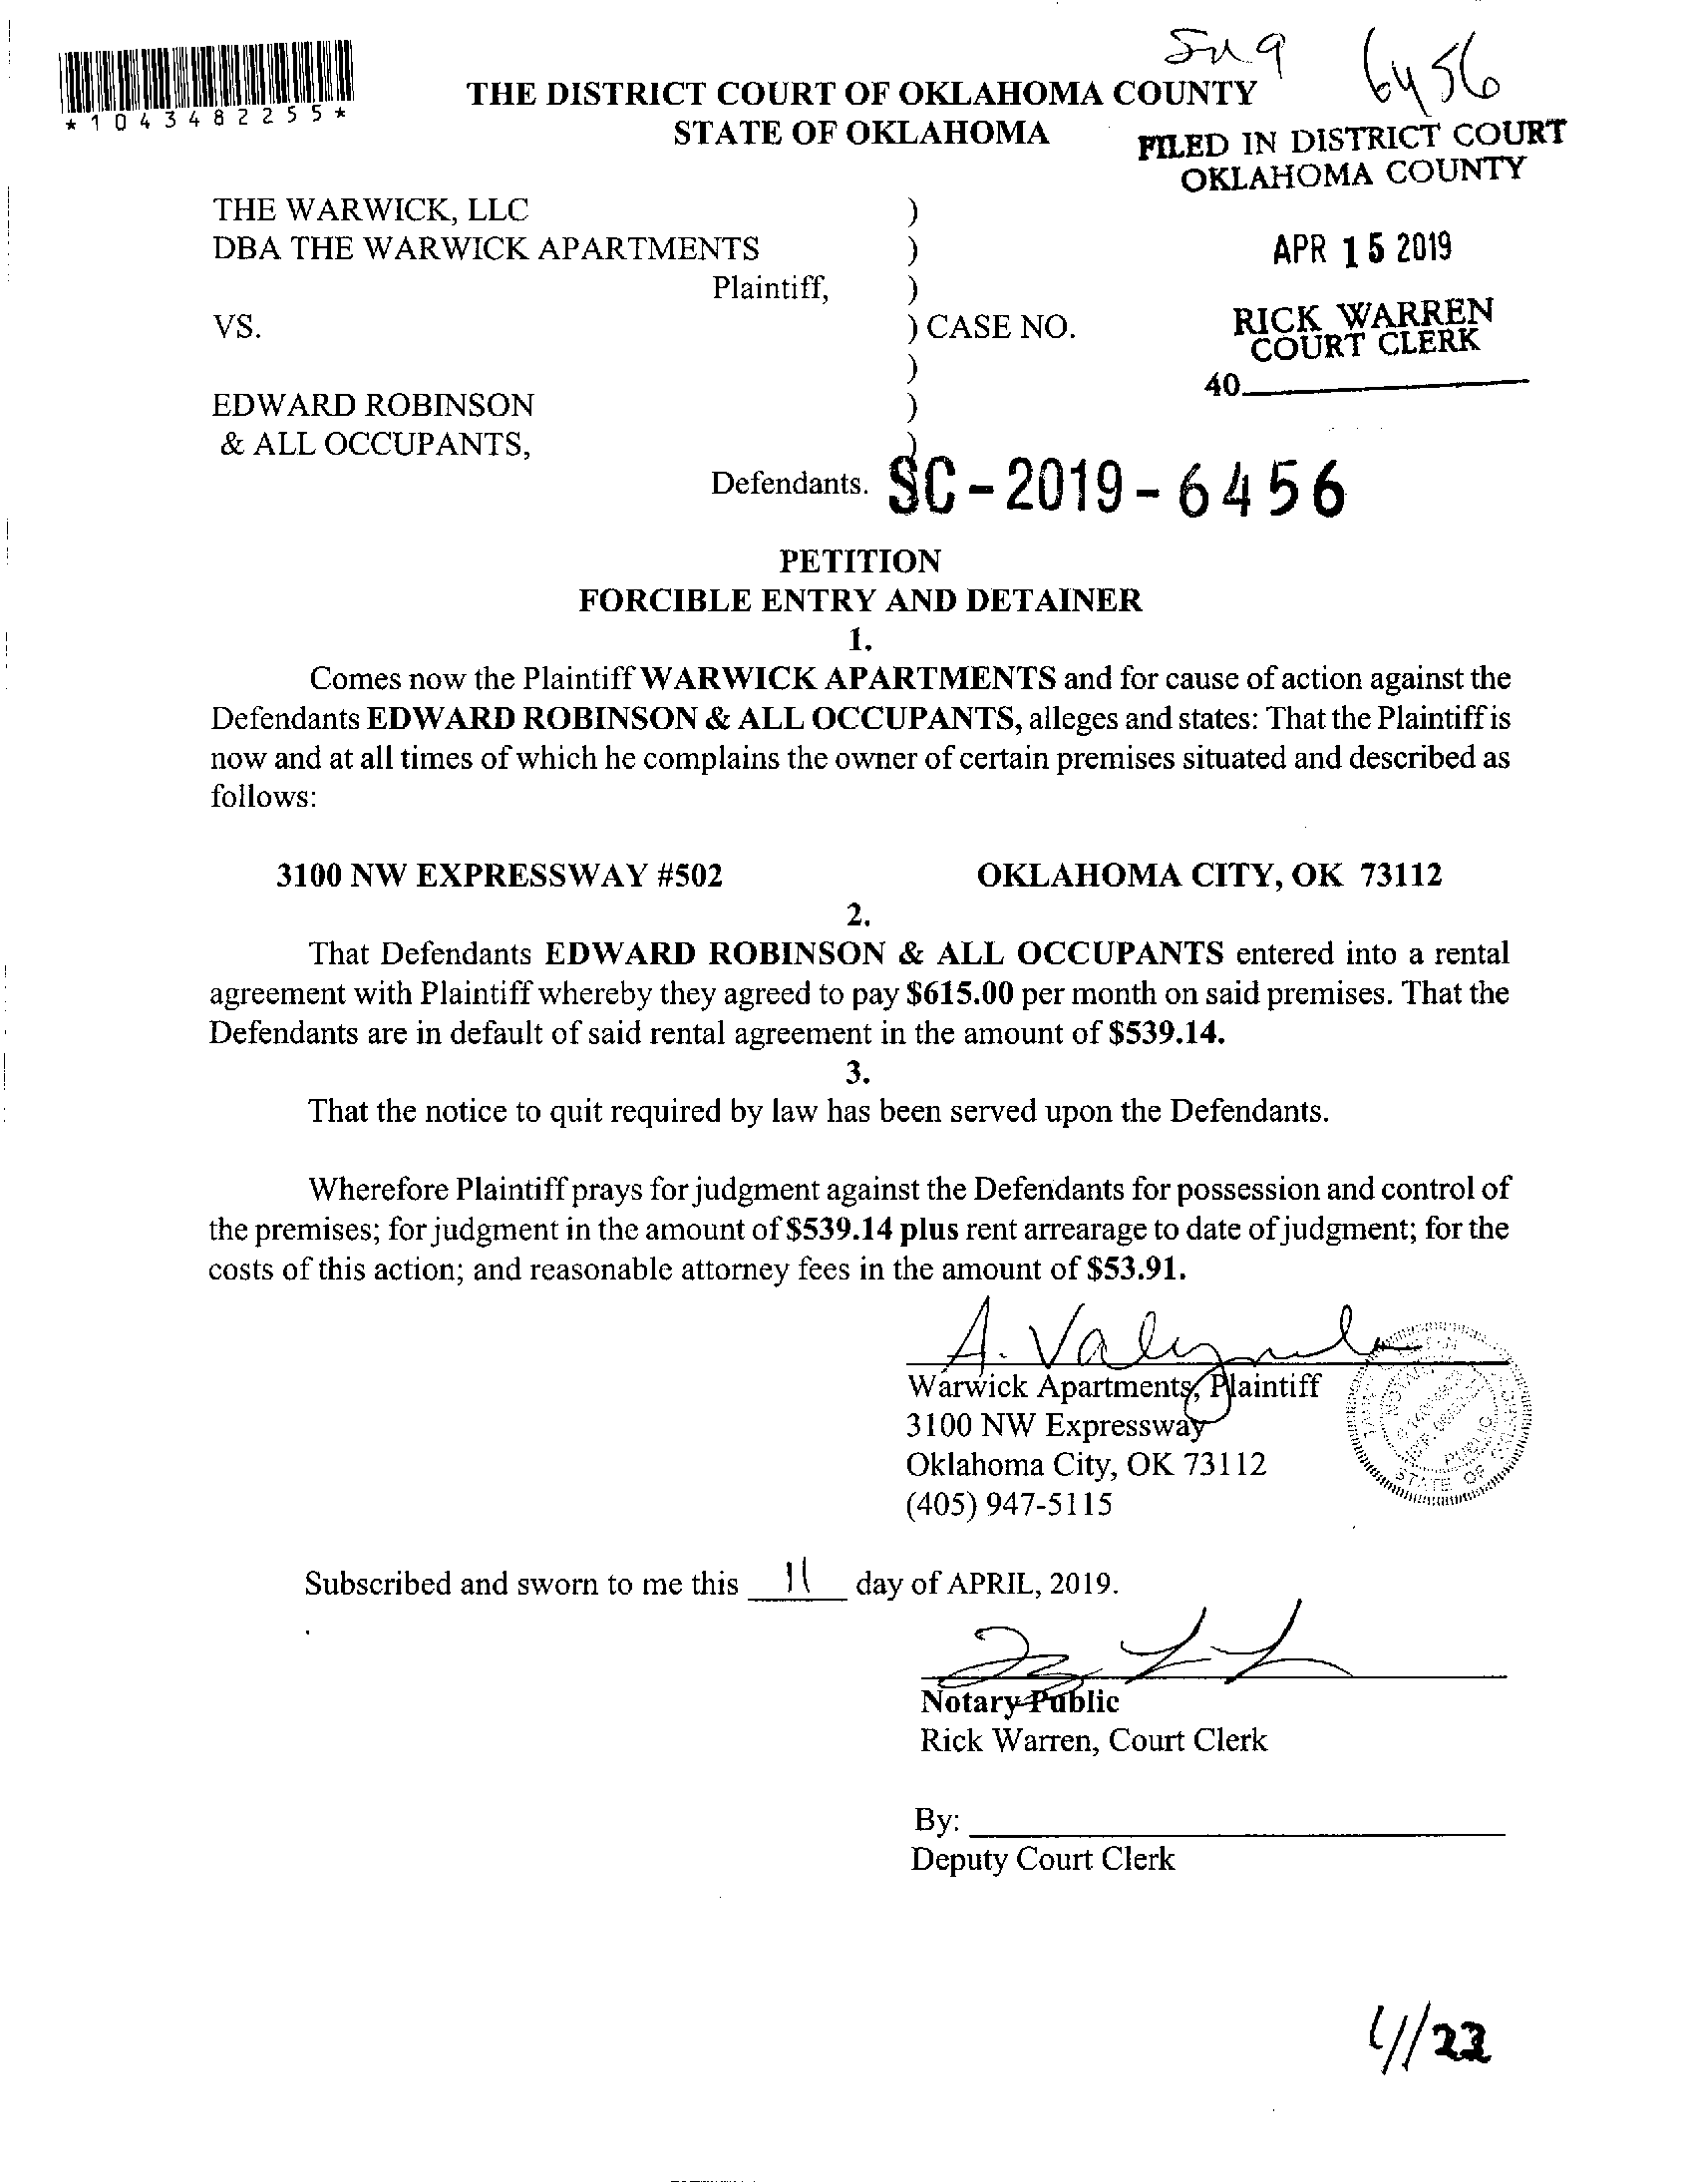 6456
*1043482255*
THE DISTRICT COURT OF OKLAHOMA COUNTY
STATE OF OKLAHOMA
FILED IN DISTRICT COURT
OKLAHOMA COUNTY
THE WARWICK, LLC )
DBA THE WARWICK APARTMENTS )
APR 15 2019
Plaintiff, )
VS. ) CASE NO.
RICK WARREN
COURT CLERK
)
40
EDWARD ROBINSON )
& ALL OCCUPANTS, )
Defendants. SC-2019-6456
PETITION
FORCIBLE ENTRY AND DETAINER
1.
Comes now the Plaintiff WARWICK APARTMENTS and for cause of action against the
Defendants EDWARD ROBINSON & ALL OCCUPANTS, alleges and states: That the Plaintiff is
now and at all times of which he complains the owner of certain premises situated and described as
follows:
3100 NW EXPRESSWAY #502 OKLAHOMA CITY, OK 73112
2.
That Defendants EDWARD ROBINSON & ALL OCCUPANTS entered into a rental
agreement with Plaintiff whereby they agreed to pay $615.00 per month on said premises. That the
Defendants are in default of said rental agreement in the amount of $539.14.
3.
That the notice to quit required by law has been served upon the Defendants.
Wherefore Plaintiff prays for judgment against the Defendants for possession and control of
the premises; for judgment in the amount of $539.14 plus rent arrearage to date of judgment; for the
costs of this action; and reasonable attorney fees in the amount of $53.91.
A.
Warwick Apartments, Plaintiff
3100 NW Expressway
Oklahoma City, OK 73112
(405) 947-5115
NOTARY
PUBLIC
STATE OF OKLAHOMA
Subscribed and sworn to me this 11 day of APRIL, 2019.
Notary Public
Rick Warren, Court Clerk
By:
Deputy Court Clerk
4/22